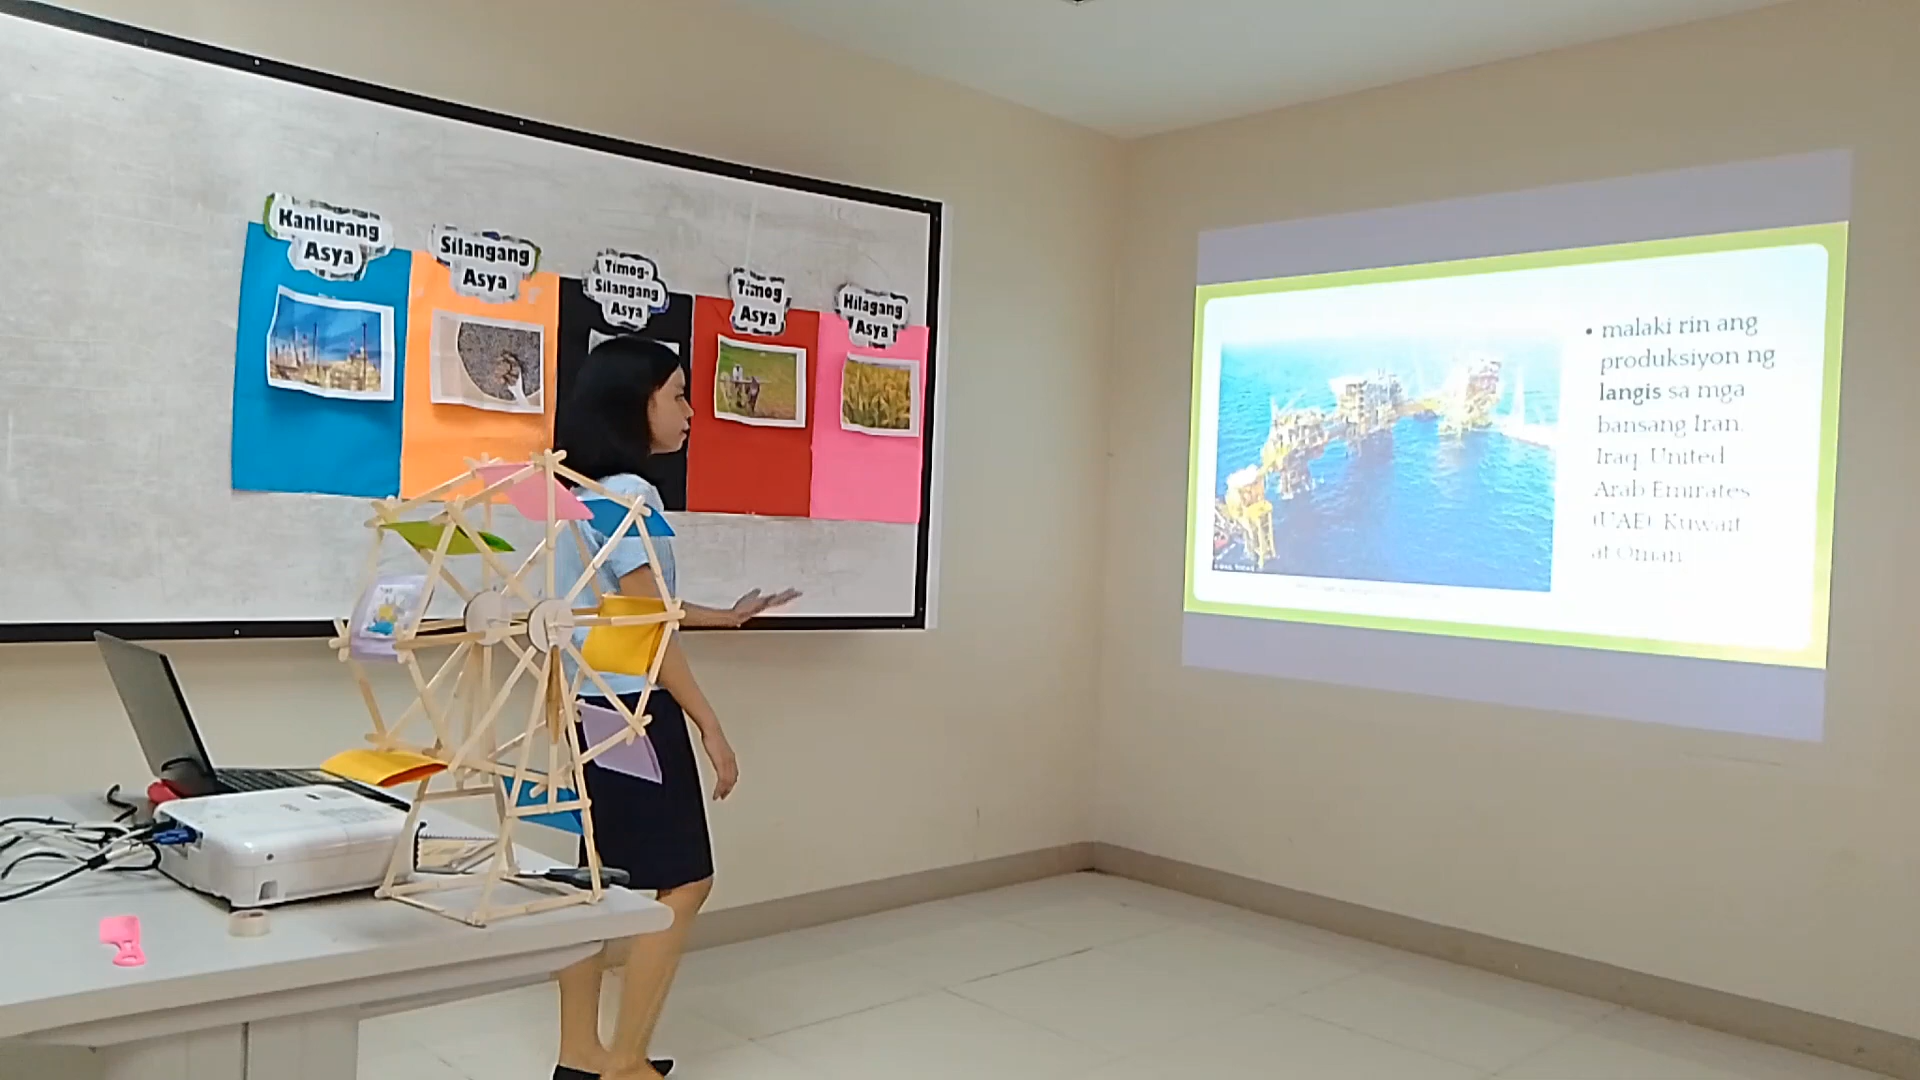 Kanlurang
Asya
Silangang
Asya
Timog-
Silangang
Asya
Timog
Asya
Hilagang
Asya
• malaki rin ang
produksiyon ng
langis sa mga
bansang Iran,
Iraq, United
Arab Emirates
(UAE), Kuwait
at Oman